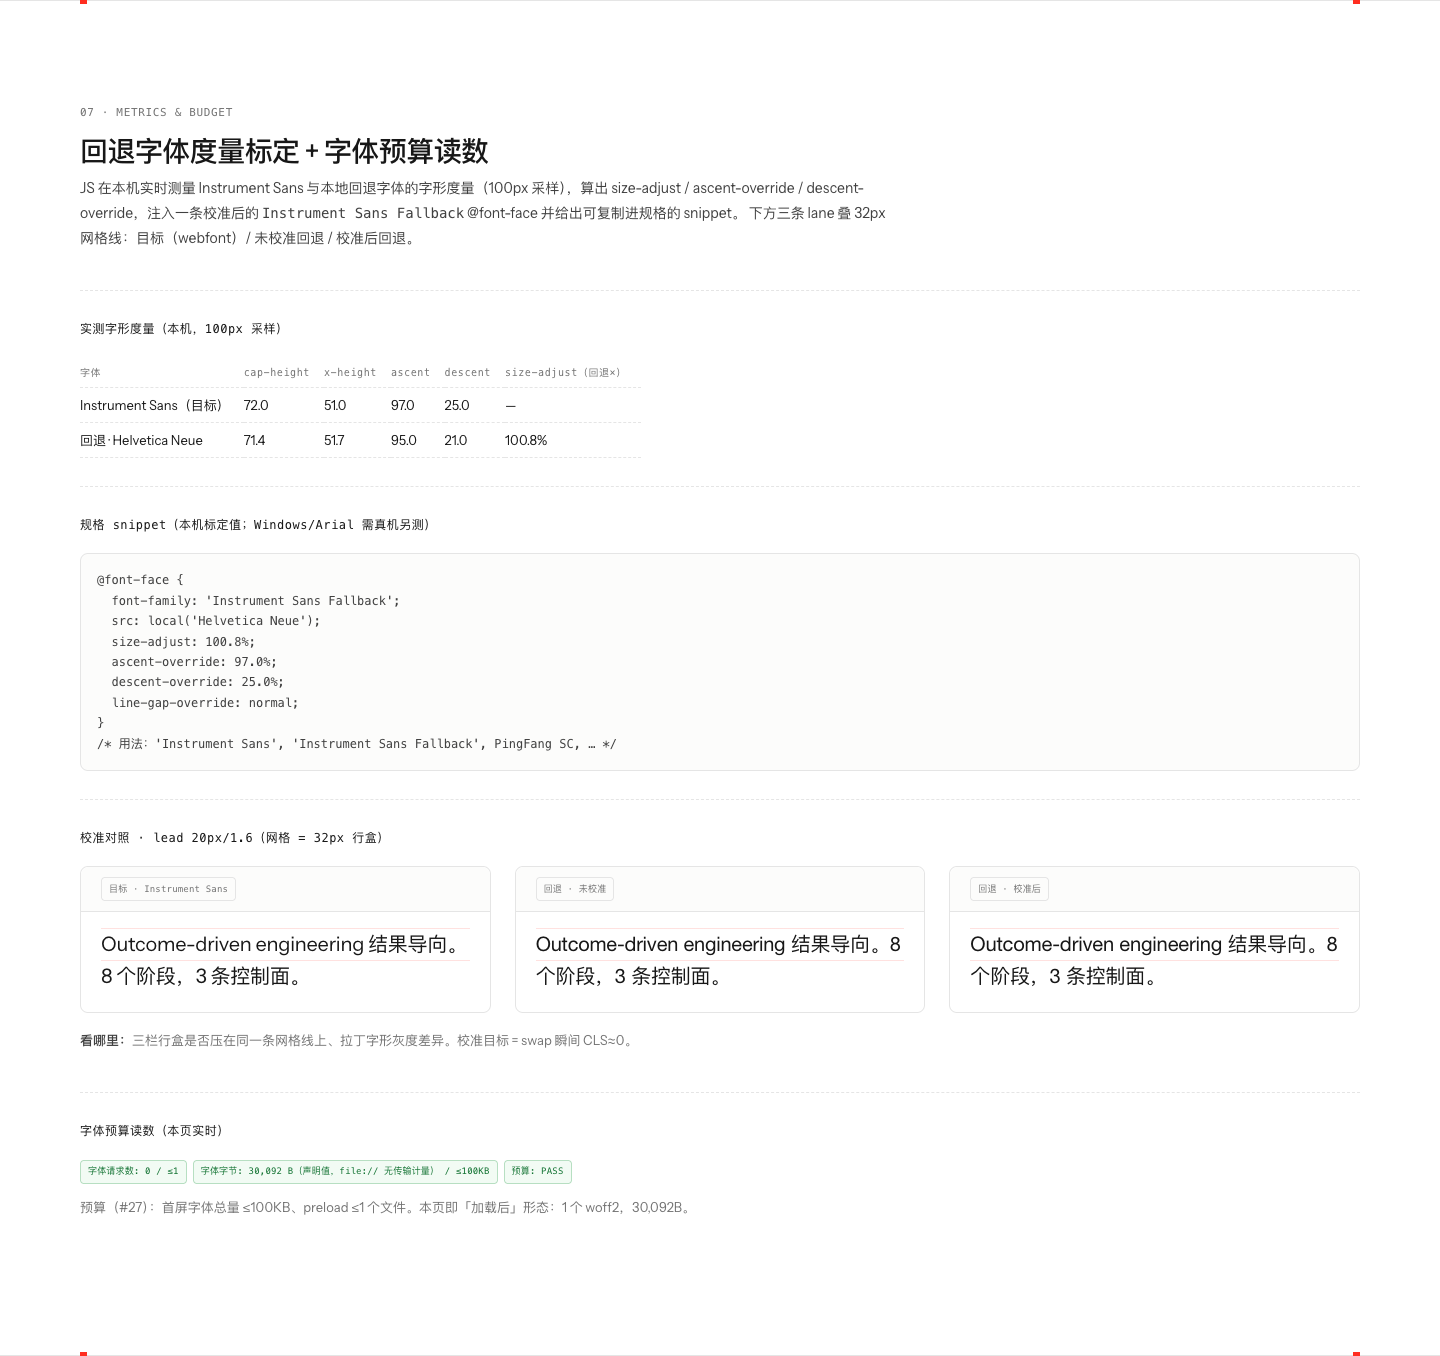 07 · METRICS & BUDGET
回退字体度量标定 + 字体预算读数
JS 在本机实时测量 Instrument Sans 与本地回退字体的字形度量（100px 采样），算出 size-adjust / ascent-override / descent-
override，注入一条校准后的 Instrument Sans Fallback @font-face 并给出可复制进规格的 snippet。 下方三条 lane 叠 32px
网格线：目标（webfont）/ 未校准回退 / 校准后回退。
实测字形度量（本机，100px 采样）
字体 cap-height x-height ascent descent size-adjust（回退×）
Instrument Sans（目标） 72.0 51.0 97.0 25.0 —
回退·Helvetica Neue 71.4 51.7 95.0 21.0 100.8%
规格 snippet（本机标定值；Windows/Arial 需真机另测）
@font-face {
  font-family: 'Instrument Sans Fallback';
  src: local('Helvetica Neue');
  size-adjust: 100.8%;
  ascent-override: 97.0%;
  descent-override: 25.0%;
  line-gap-override: normal;
}
/* 用法：'Instrument Sans', 'Instrument Sans Fallback', PingFang SC, … */
校准对照 · lead 20px/1.6（网格 = 32px 行盒）
目标 · Instrument Sans
Outcome-driven engineering 结果导向。
8 个阶段，3 条控制面。
回退 · 未校准
Outcome-driven engineering 结果导向。8
个阶段，3 条控制面。
回退 · 校准后
Outcome-driven engineering 结果导向。8
个阶段，3 条控制面。
看哪里：三栏行盒是否压在同一条网格线上、拉丁字形灰度差异。校准目标 = swap 瞬间 CLS≈0。
字体预算读数（本页实时）
字体请求数: 0 / ≤1
字体字节: 30,092 B（声明值，file:// 无传输计量） / ≤100KB
预算: PASS
预算（#27）：首屏字体总量 ≤100KB、preload ≤1 个文件。本页即「加载后」形态：1 个 woff2，30,092B。